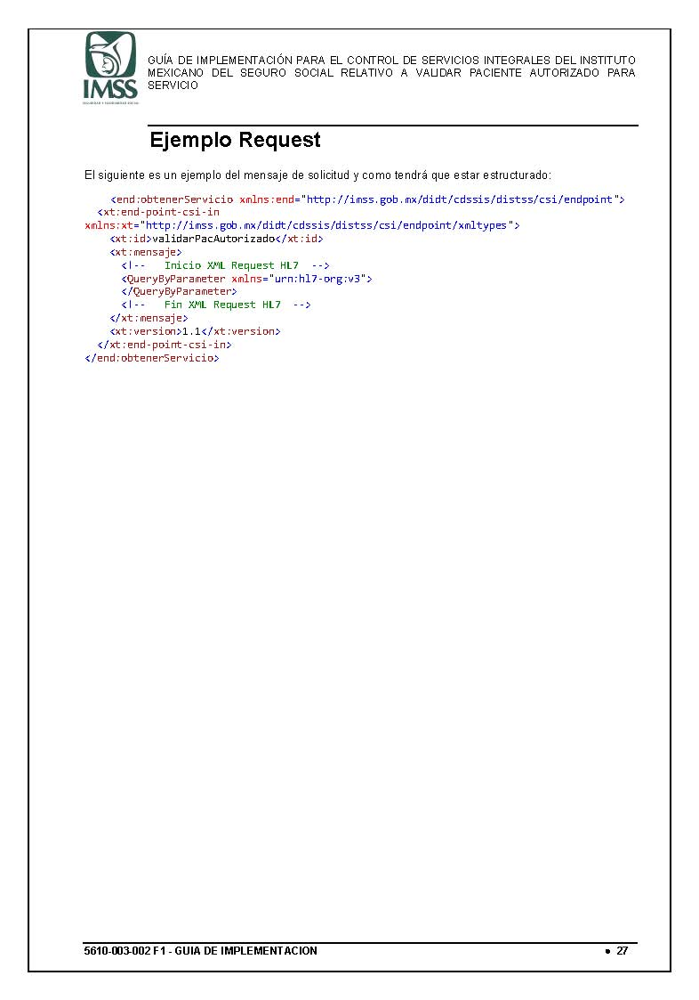 IMSS
SEGURIDAD Y SOLIDARIDAD SOCIAL
GUÍA DE IMPLEMENTACIÓN PARA EL CONTROL DE SERVICIOS INTEGRALES DEL INSTITUTO
MEXICANO DEL SEGURO SOCIAL RELATIVO A VALIDAR PACIENTE AUTORIZADO PARA
SERVICIO
Ejemplo Request
El siguiente es un ejemplo del mensaje de solicitud y como tendrá que estar estructurado:
<end:obtenerServicio xmlns:end="http://imss.gob.mx/didt/cdssis/distss/csi/endpoint">
<xt:end-point-csi-in
xmlns:xt="http://imss.gob.mx/didt/cdssis/distss/csi/endpoint/xmltypes">
<xt:id>validarPacAutorizado</xt:id>
<xt:mensaje>
<!-- Inicio XML Request HL7 -->
<QueryByParameter xmlns="urn:hl7-org:v3">
</QueryByParameter>
<!-- Fin XML Request HL7 -->
</xt:mensaje>
<xt:version>1.1</xt:version>
</xt:end-point-csi-in>
</end:obtenerServicio>
5610-003-002 F1 - GUIA DE IMPLEMENTACION • 27